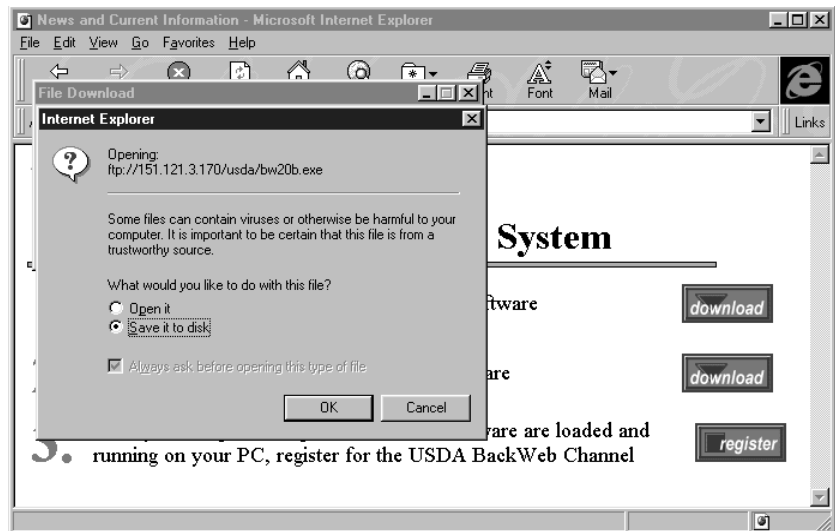 News and Current Information - Microsoft Internet Explorer
File Edit View Go Favorites Help
Font Mail
File Download
Links
Internet Explorer
Opening:
ftp://151.121.3.170/usda/bw20b.exe
Some files can contain viruses or otherwise be harmful to your
computer. It is important to be certain that this file is from a
trustworthy source.
What would you like to do with this file?
Open it
Save it to disk
Always ask before opening this type of file
OK Cancel
System
download
download
are loaded and
register
running on your PC, register for the USDA BackWeb Channel